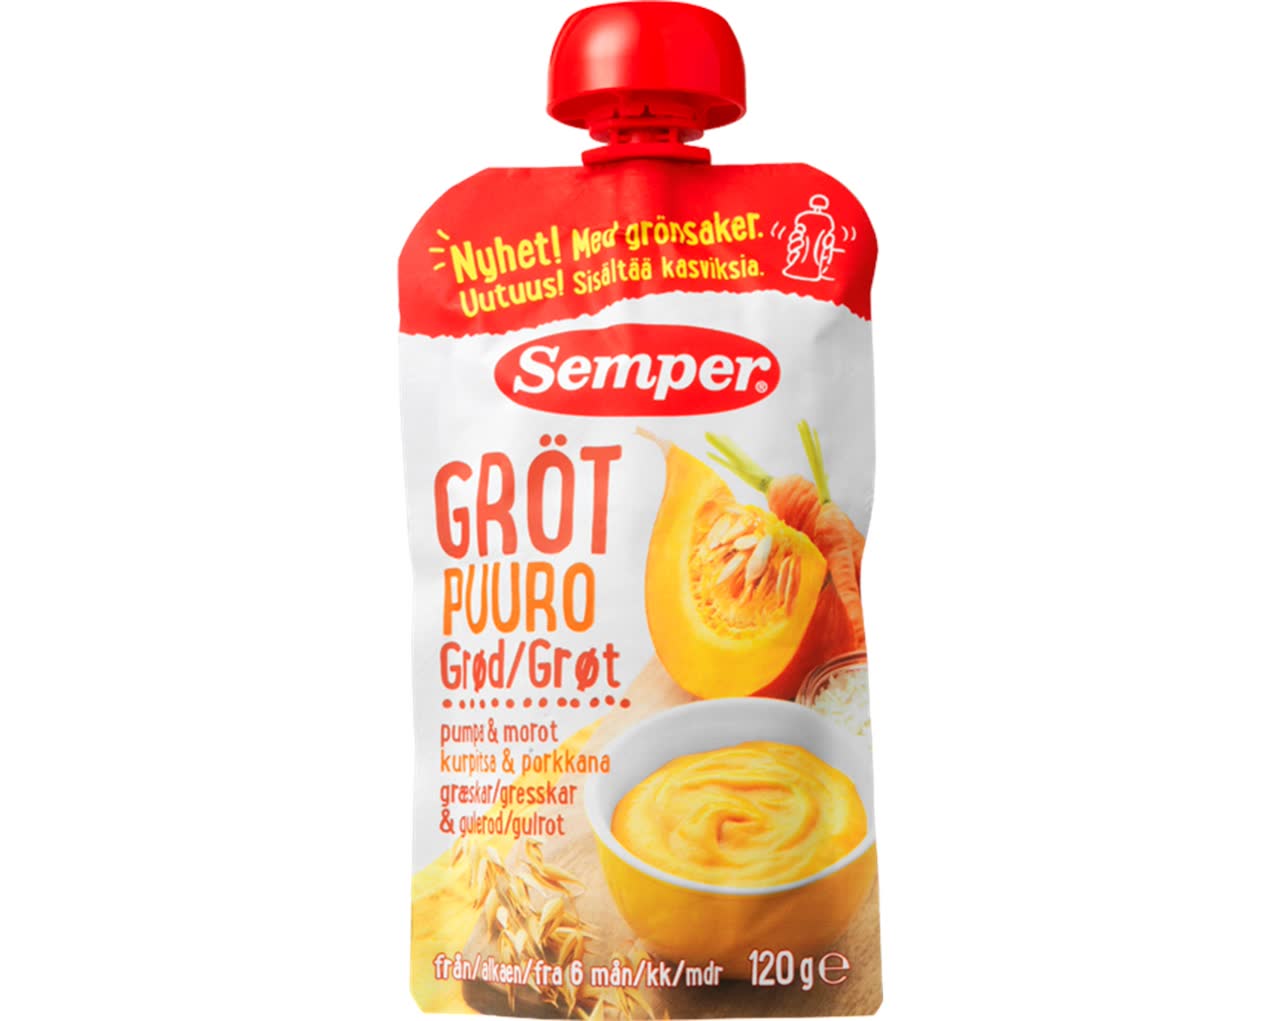 Nyhet! Med grönsaker.
Uutuus! Sisältää kasviksia.
Semper®
GRÖT
PUURO
Grød/Grøt
pumpa & morot
kurpitsa & porkkana
græskar/gresskar
& gulerod/gulrot
från/alkaen/fra 6 mån/kk/mdr 120 g ℮